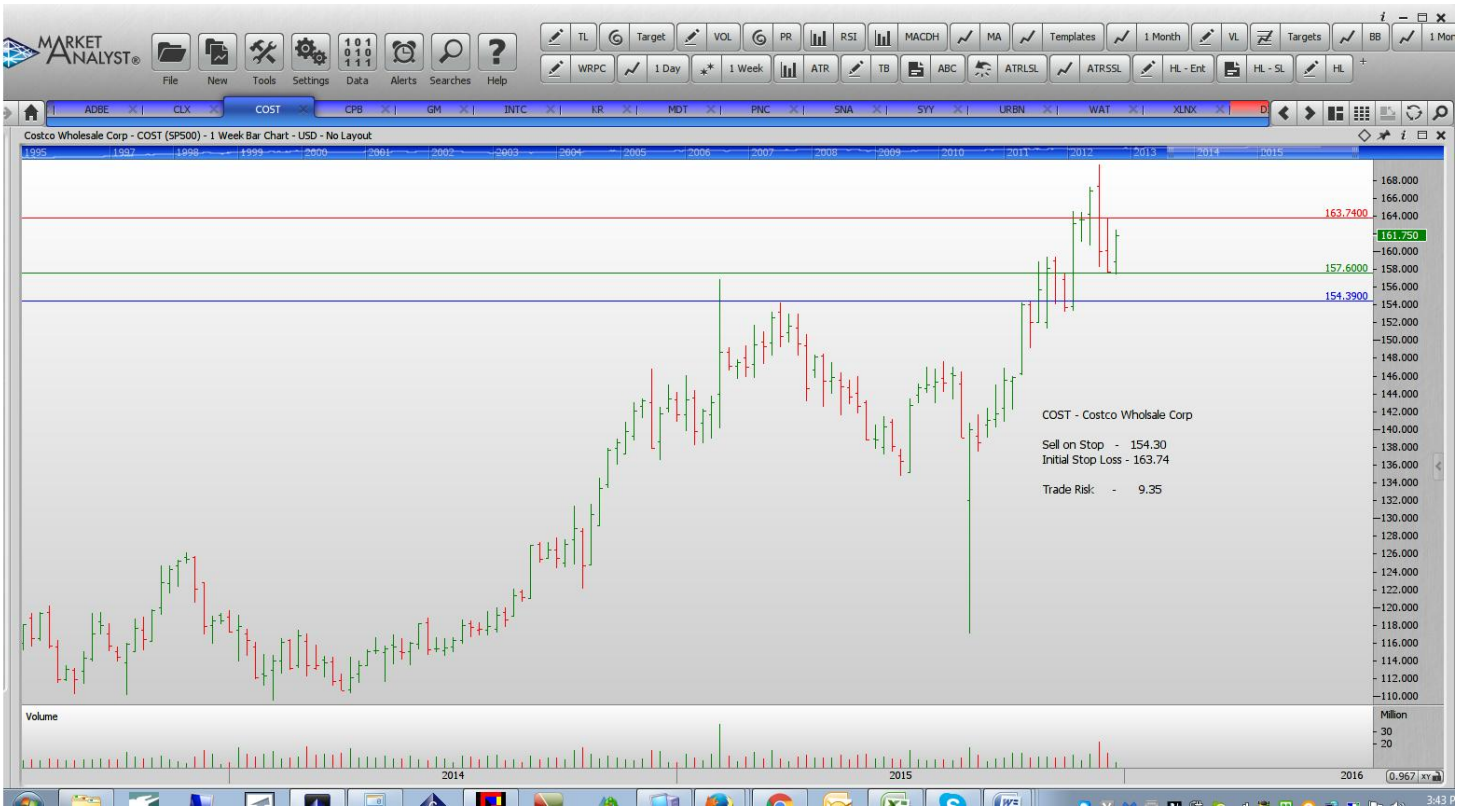 MARKET
ANALYST®
File
New
Tools
Settings
101
010
111
Data
Alerts
Searches
Help
TL
Target
VOL
PR
RSI
MACDH
MA
Templates
1 Month
VL
Targets
BB
1 Mor
WRPC
1 Day
1 Week
ATR
TB
ABC
ATRLSL
ATRSSL
HL - Ent
HL - SL
HL
ADBE
CLX
COST
CPB
GM
INTC
KR
MDT
PNC
SNA
SYY
URBN
WAT
XLNX
D
Costco Wholesale Corp - COST (SP500) - 1 Week Bar Chart - USD - No Layout
1995 1997 1998 1999 2000 2001 2002 2003 2004 2005 2006 2007 2008 2009 2010 2011 2012 2013 2014 2015
168.000
166.000
163.7400
164.000
161.750
160.000
157.6000
158.000
156.000
154.3900
154.000
152.000
150.000
148.000
146.000
144.000
142.000
140.000
138.000
136.000
134.000
132.000
130.000
128.000
126.000
124.000
122.000
120.000
118.000
116.000
114.000
112.000
110.000
COST - Costco Wholsale Corp
Sell on Stop - 154.30
Initial Stop Loss - 163.74
Trade Risk - 9.35
Volume
Million
30
20
2014
2015
2016
0.967 XY
3:43 P